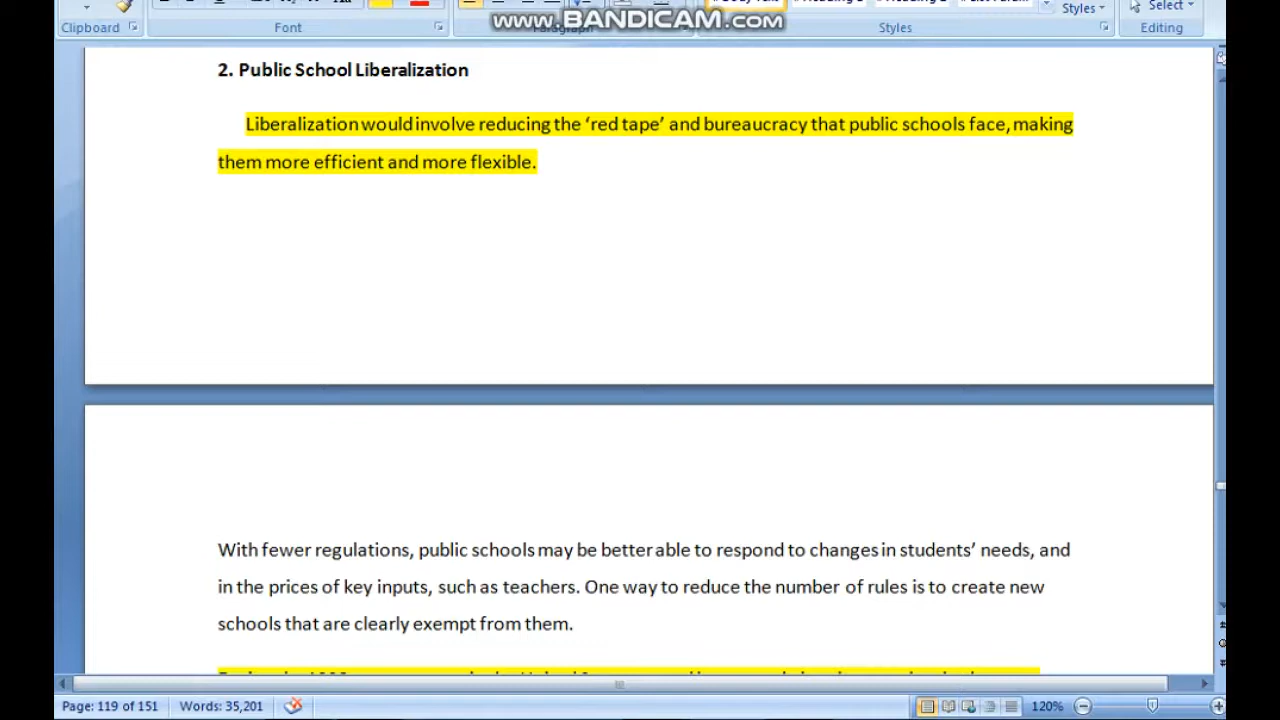 www.BANDICAM.com
Clipboard
Font
Paragraph
Styles
Styles
Select
Editing
2. Public School Liberalization
Liberalization would involve reducing the ‘red tape’ and bureaucracy that public schools face, making
them more efficient and more flexible.
With fewer regulations, public schools may be better able to respond to changes in students’ needs, and
in the prices of key inputs, such as teachers. One way to reduce the number of rules is to create new
schools that are clearly exempt from them.
Page: 119 of 151
Words: 35,201
120%